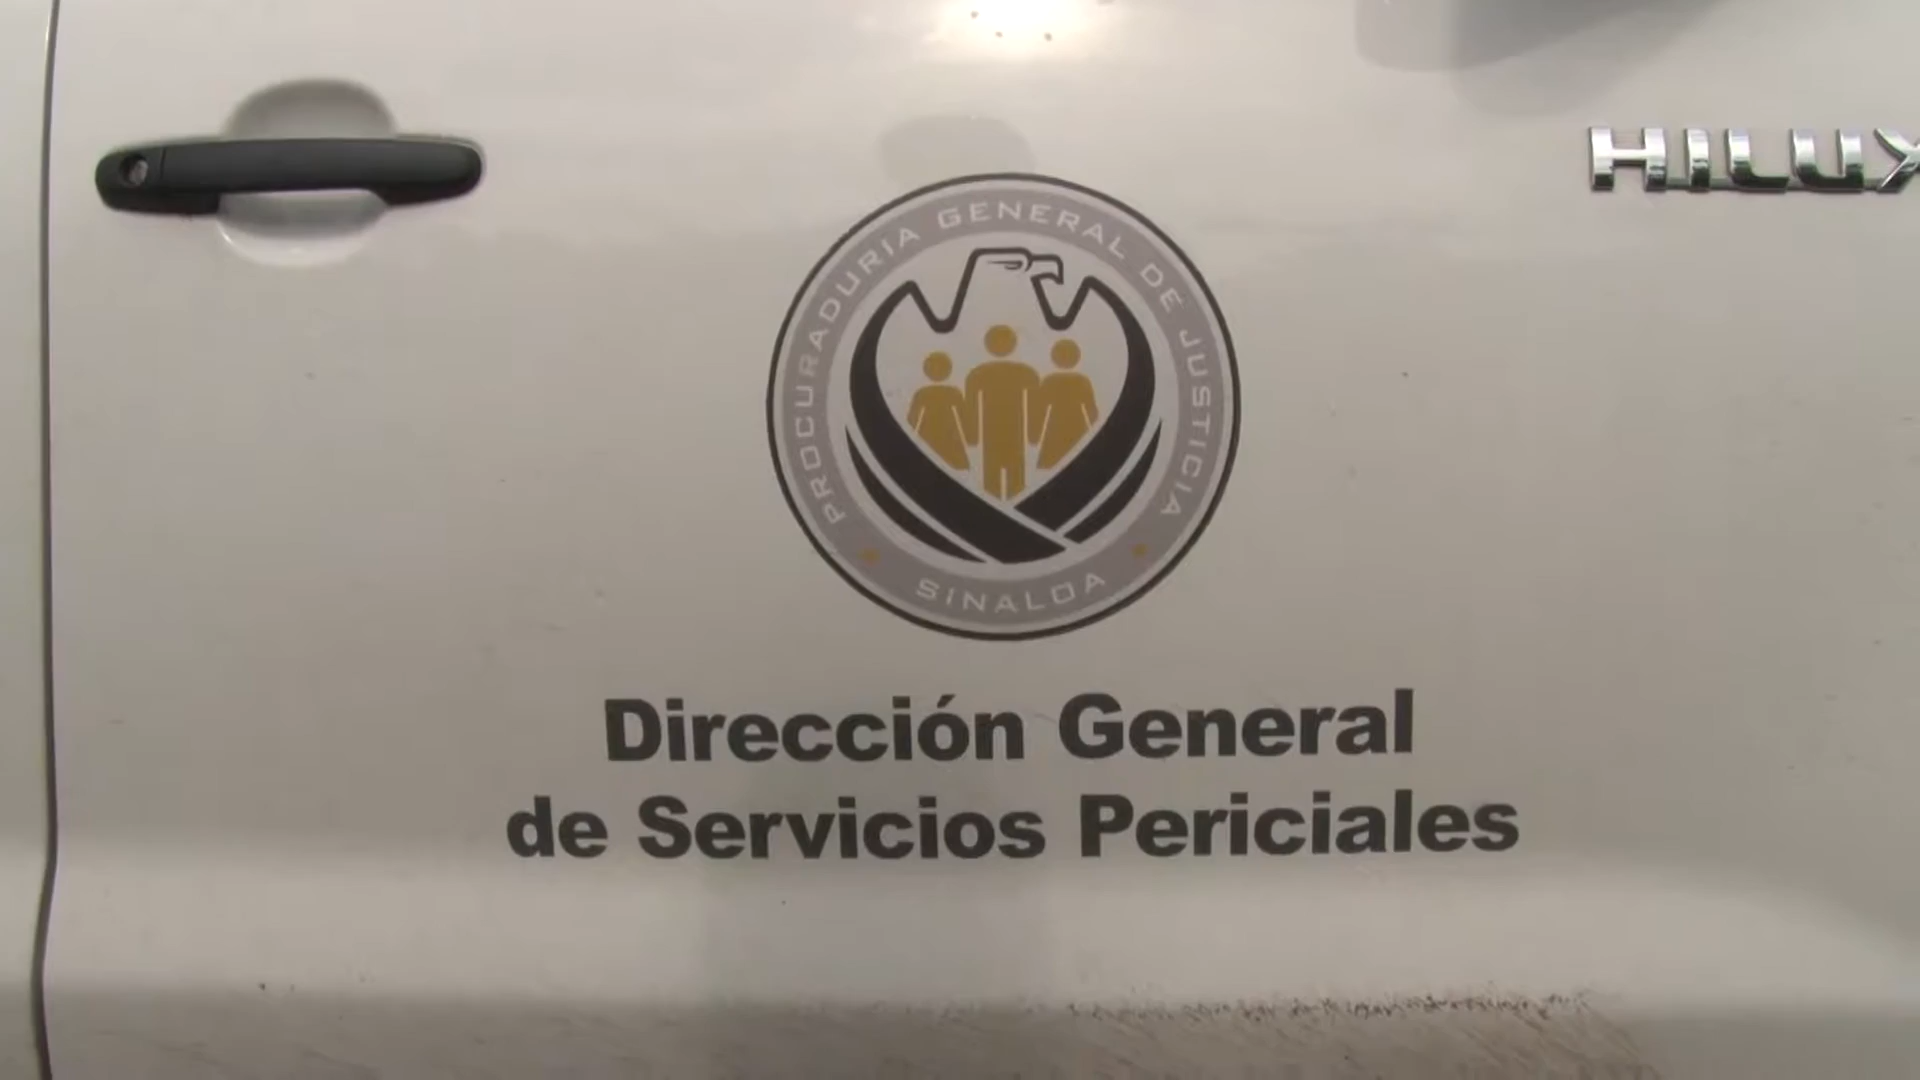 HILUX
PROCURADURIA GENERAL DE JUSTICIA
SINALOA
Dirección General
de Servicios Periciales